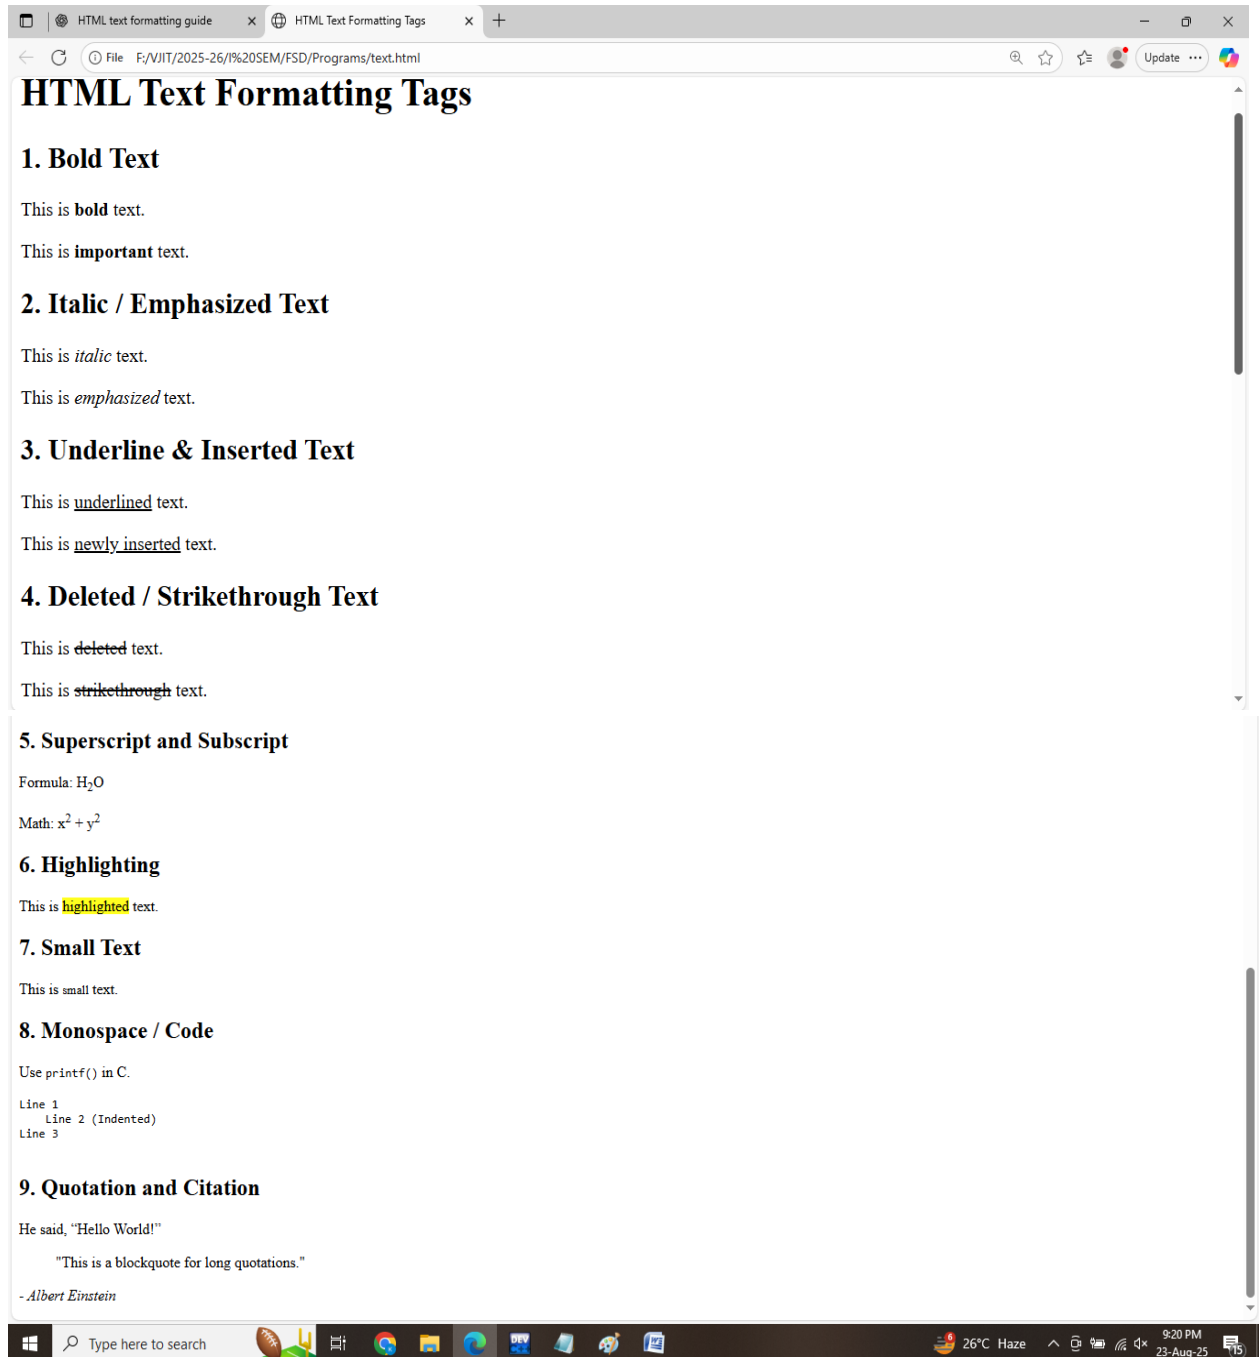 HTML text formatting guide
HTML Text Formatting Tags
File F:/VJIT/2025-26/I%20SEM/FSD/Programs/text.html
Update
HTML Text Formatting Tags
1. Bold Text
This is bold text.
This is important text.
2. Italic / Emphasized Text
This is italic text.
This is emphasized text.
3. Underline & Inserted Text
This is underlined text.
This is newly inserted text.
4. Deleted / Strikethrough Text
This is deleted text.
This is strikethrough text.
5. Superscript and Subscript
Formula: H₂O
Math: x² + y²
6. Highlighting
This is highlighted text.
7. Small Text
This is small text.
8. Monospace / Code
Use printf() in C.
Line 1
    Line 2 (Indented)
Line 3
9. Quotation and Citation
He said, “Hello World!”
"This is a blockquote for long quotations."
- Albert Einstein
Type here to search
DEV
6
26°C Haze
9:20 PM
23-Aug-25
15